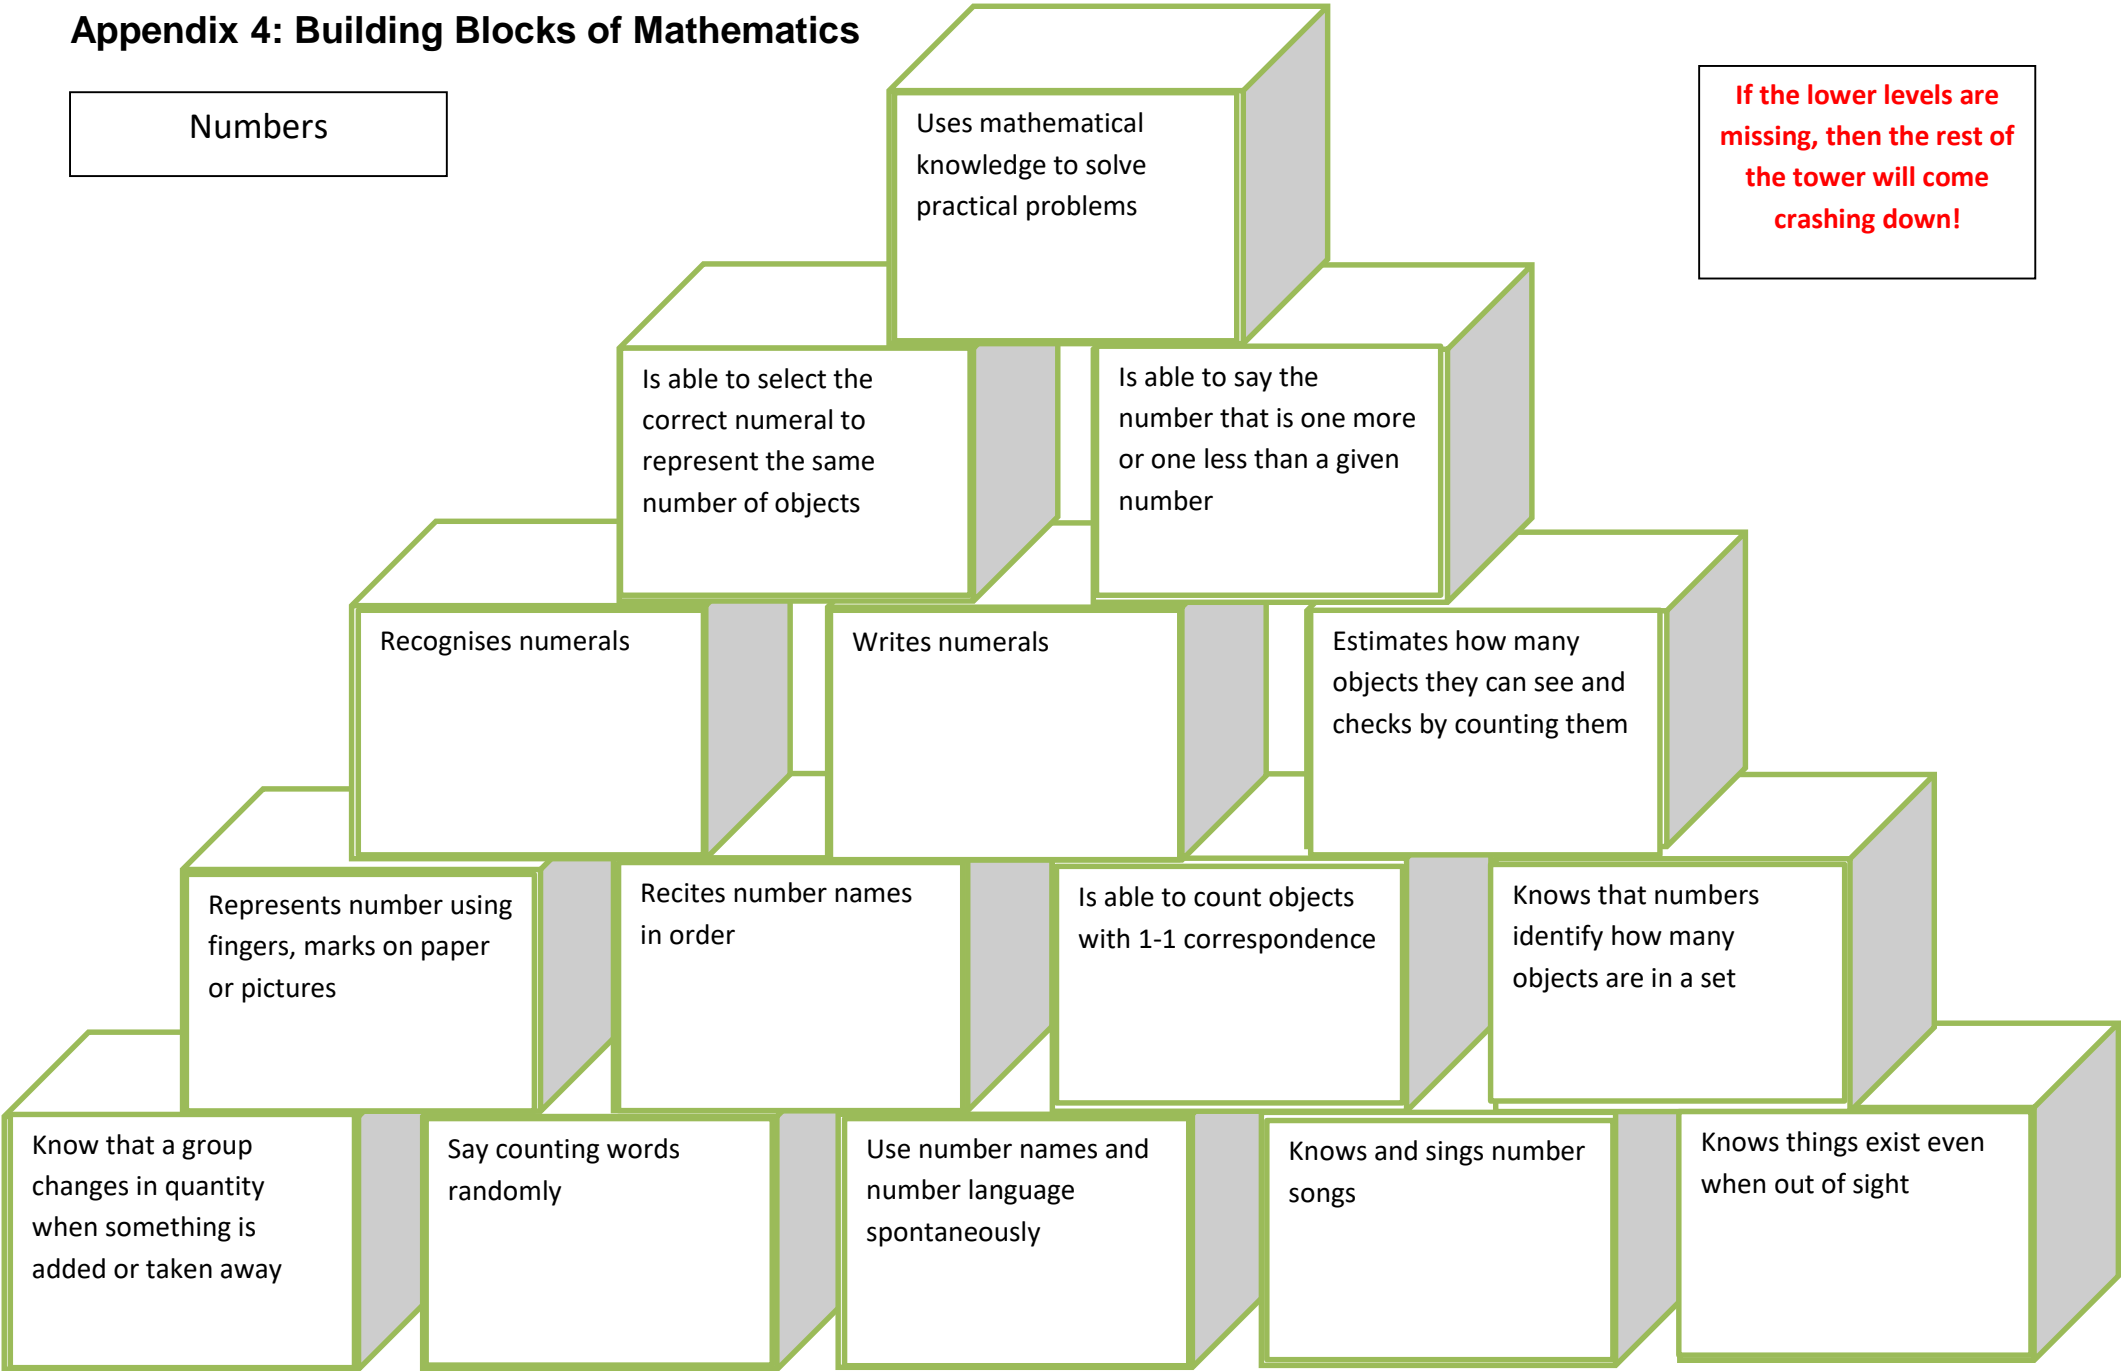 Appendix 4: Building Blocks of Mathematics
Numbers
If the lower levels are
missing, then the rest of
the tower will come
crashing down!
Uses mathematical
knowledge to solve
practical problems
Is able to select the
correct numeral to
represent the same
number of objects
Is able to say the
number that is one more
or one less than a given
number
Recognises numerals
Writes numerals
Estimates how many
objects they can see and
checks by counting them
Represents number using
fingers, marks on paper
or pictures
Recites number names
in order
Is able to count objects
with 1-1 correspondence
Knows that numbers
identify how many
objects are in a set
Know that a group
changes in quantity
when something is
added or taken away
Say counting words
randomly
Use number names and
number language
spontaneously
Knows and sings number
songs
Knows things exist even
when out of sight